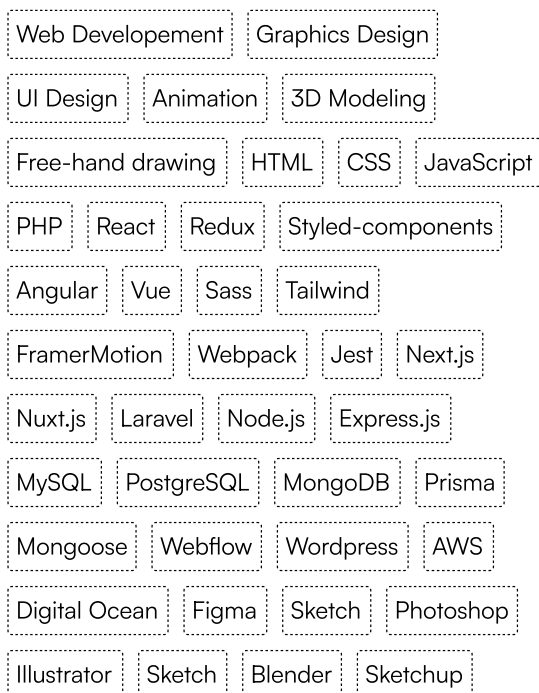 Web Developement Graphics Design
UI Design Animation 3D Modeling
Free-hand drawing HTML CSS JavaScript
PHP React Redux Styled-components
Angular Vue Sass Tailwind
FramerMotion Webpack Jest Next.js
Nuxt.js Laravel Node.js Express.js
MySQL PostgreSQL MongoDB Prisma
Mongoose Webflow Wordpress AWS
Digital Ocean Figma Sketch Photoshop
Illustrator Sketch Blender Sketchup